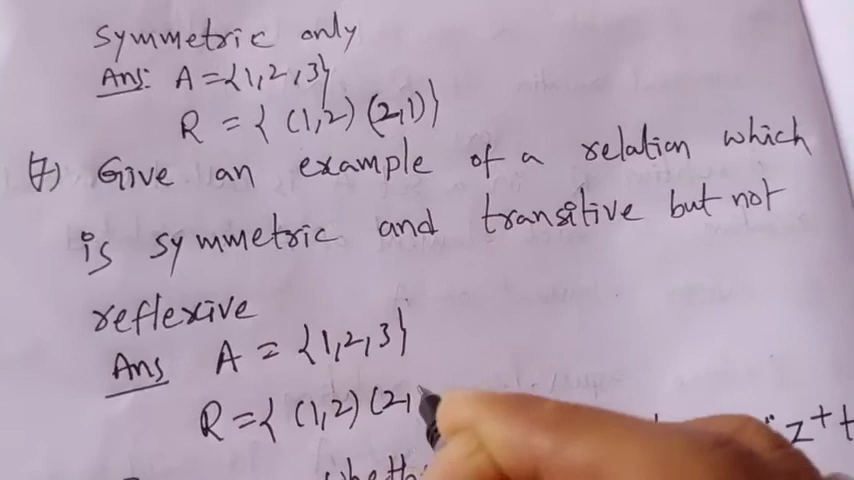 symmetric only
Ans: A = {1, 2, 3}
R = { (1,2) (2,1)}
7) Give an example of a relation which
is symmetric and transitive but not
reflexive
Ans A = {1,2,3}
R = { (1,2) (2,
z⁺ t